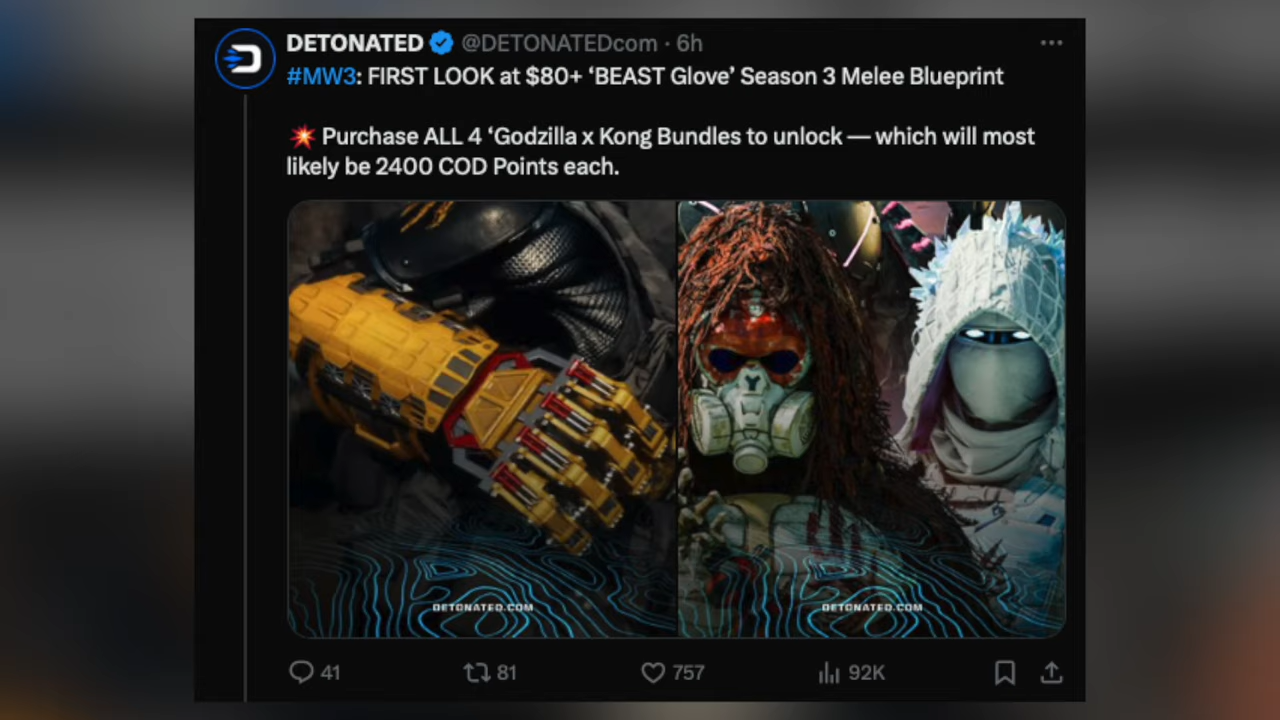 DETONATED @DETONATEDcom · 6h
#MW3: FIRST LOOK at $80+ ‘BEAST Glove’ Season 3 Melee Blueprint
💥 Purchase ALL 4 ‘Godzilla x Kong Bundles to unlock — which will most
likely be 2400 COD Points each.
DETONATED.COM
DETONATED.COM
41 81 757 92K